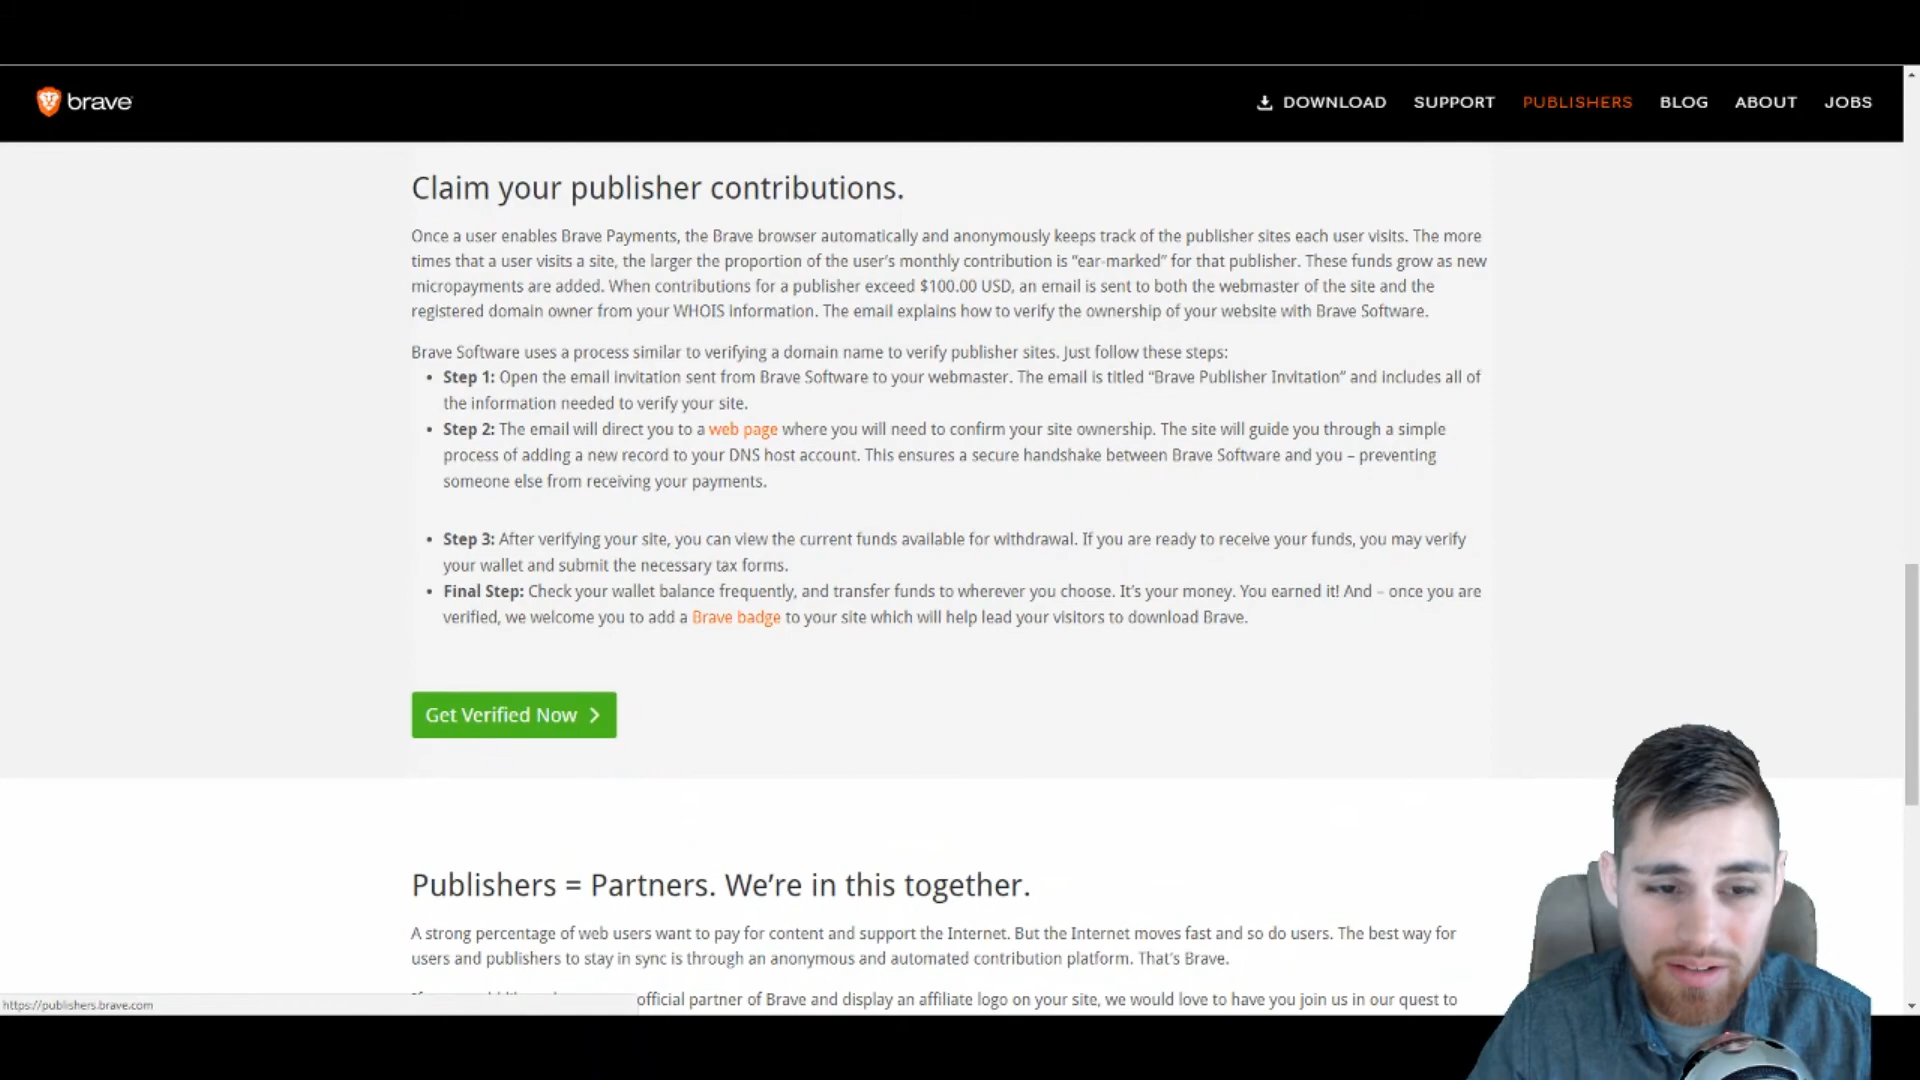 brave
DOWNLOAD SUPPORT PUBLISHERS BLOG ABOUT JOBS
Claim your publisher contributions.
Once a user enables Brave Payments, the Brave browser automatically and anonymously keeps track of the publisher sites each user visits. The more
times that a user visits a site, the larger the proportion of the user's monthly contribution is “ear-marked” for that publisher. These funds grow as new
micropayments are added. When contributions for a publisher exceed $100.00 USD, an email is sent to both the webmaster of the site and the
registered domain owner from your WHOIS information. The email explains how to verify the ownership of your website with Brave Software.
Brave Software uses a process similar to verifying a domain name to verify publisher sites. Just follow these steps:
• Step 1: Open the email invitation sent from Brave Software to your webmaster. The email is titled “Brave Publisher Invitation” and includes all of
the information needed to verify your site.
• Step 2: The email will direct you to a web page where you will need to confirm your site ownership. The site will guide you through a simple
process of adding a new record to your DNS host account. This ensures a secure handshake between Brave Software and you – preventing
someone else from receiving your payments.
• Step 3: After verifying your site, you can view the current funds available for withdrawal. If you are ready to receive your funds, you may verify
your wallet and submit the necessary tax forms.
• Final Step: Check your wallet balance frequently, and transfer funds to wherever you choose. It’s your money. You earned it! And – once you are
verified, we welcome you to add a Brave badge to your site which will help lead your visitors to download Brave.
Get Verified Now
Publishers = Partners. We’re in this together.
A strong percentage of web users want to pay for content and support the Internet. But the Internet moves fast and so do users. The best way for
users and publishers to stay in sync is through an anonymous and automated contribution platform. That’s Brave.
official partner of Brave and display an affiliate logo on your site, we would love to have you join us in our quest to
https://publishers.brave.com